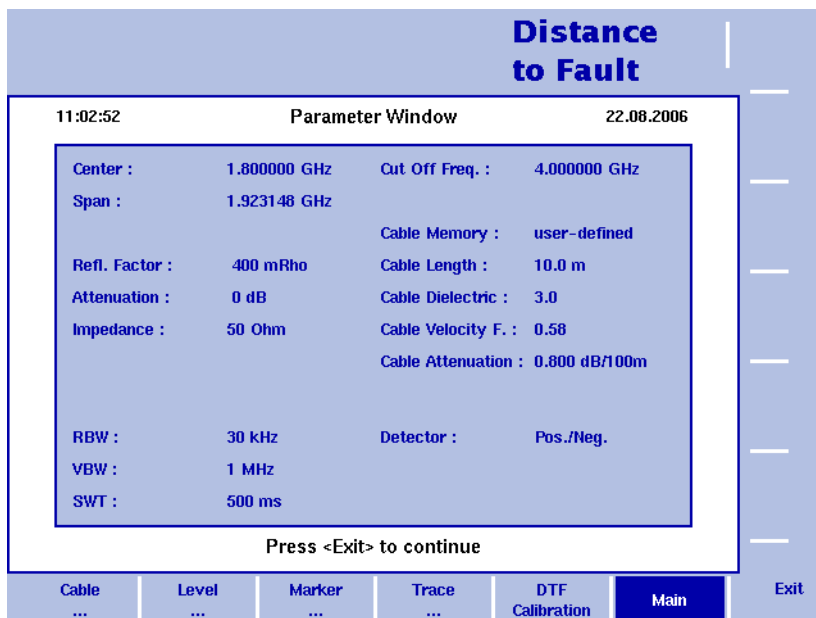 Distance
to Fault
11:02:52 Parameter Window 22.08.2006
Center : 1.800000 GHz Cut Off Freq. : 4.000000 GHz
Span : 1.923148 GHz
Cable Memory : user-defined
Refl. Factor : 400 mRho Cable Length : 10.0 m
Attenuation : 0 dB Cable Dielectric : 3.0
Impedance : 50 Ohm Cable Velocity F. : 0.58
Cable Attenuation : 0.800 dB/100m
RBW : 30 kHz Detector : Pos./Neg.
VBW : 1 MHz
SWT : 500 ms
Press <Exit> to continue
Cable ... Level ... Marker ... Trace ... DTF Calibration Main Exit